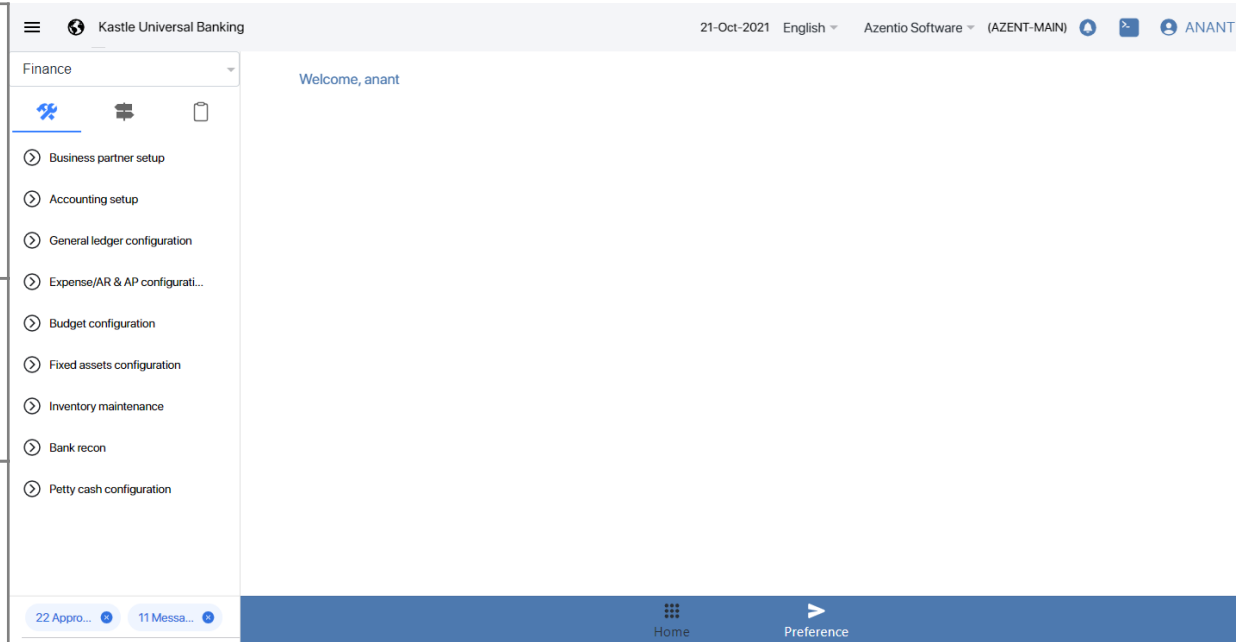 Kastle Universal Banking
21-Oct-2021 English Azentio Software (AZENT-MAIN) ANANT
Finance
Welcome, anant
Business partner setup
Accounting setup
General ledger configuration
Expense/AR & AP configurati...
Budget configuration
Fixed assets configuration
Inventory maintenance
Bank recon
Petty cash configuration
22 Appro... 11 Messa...
Home Preference